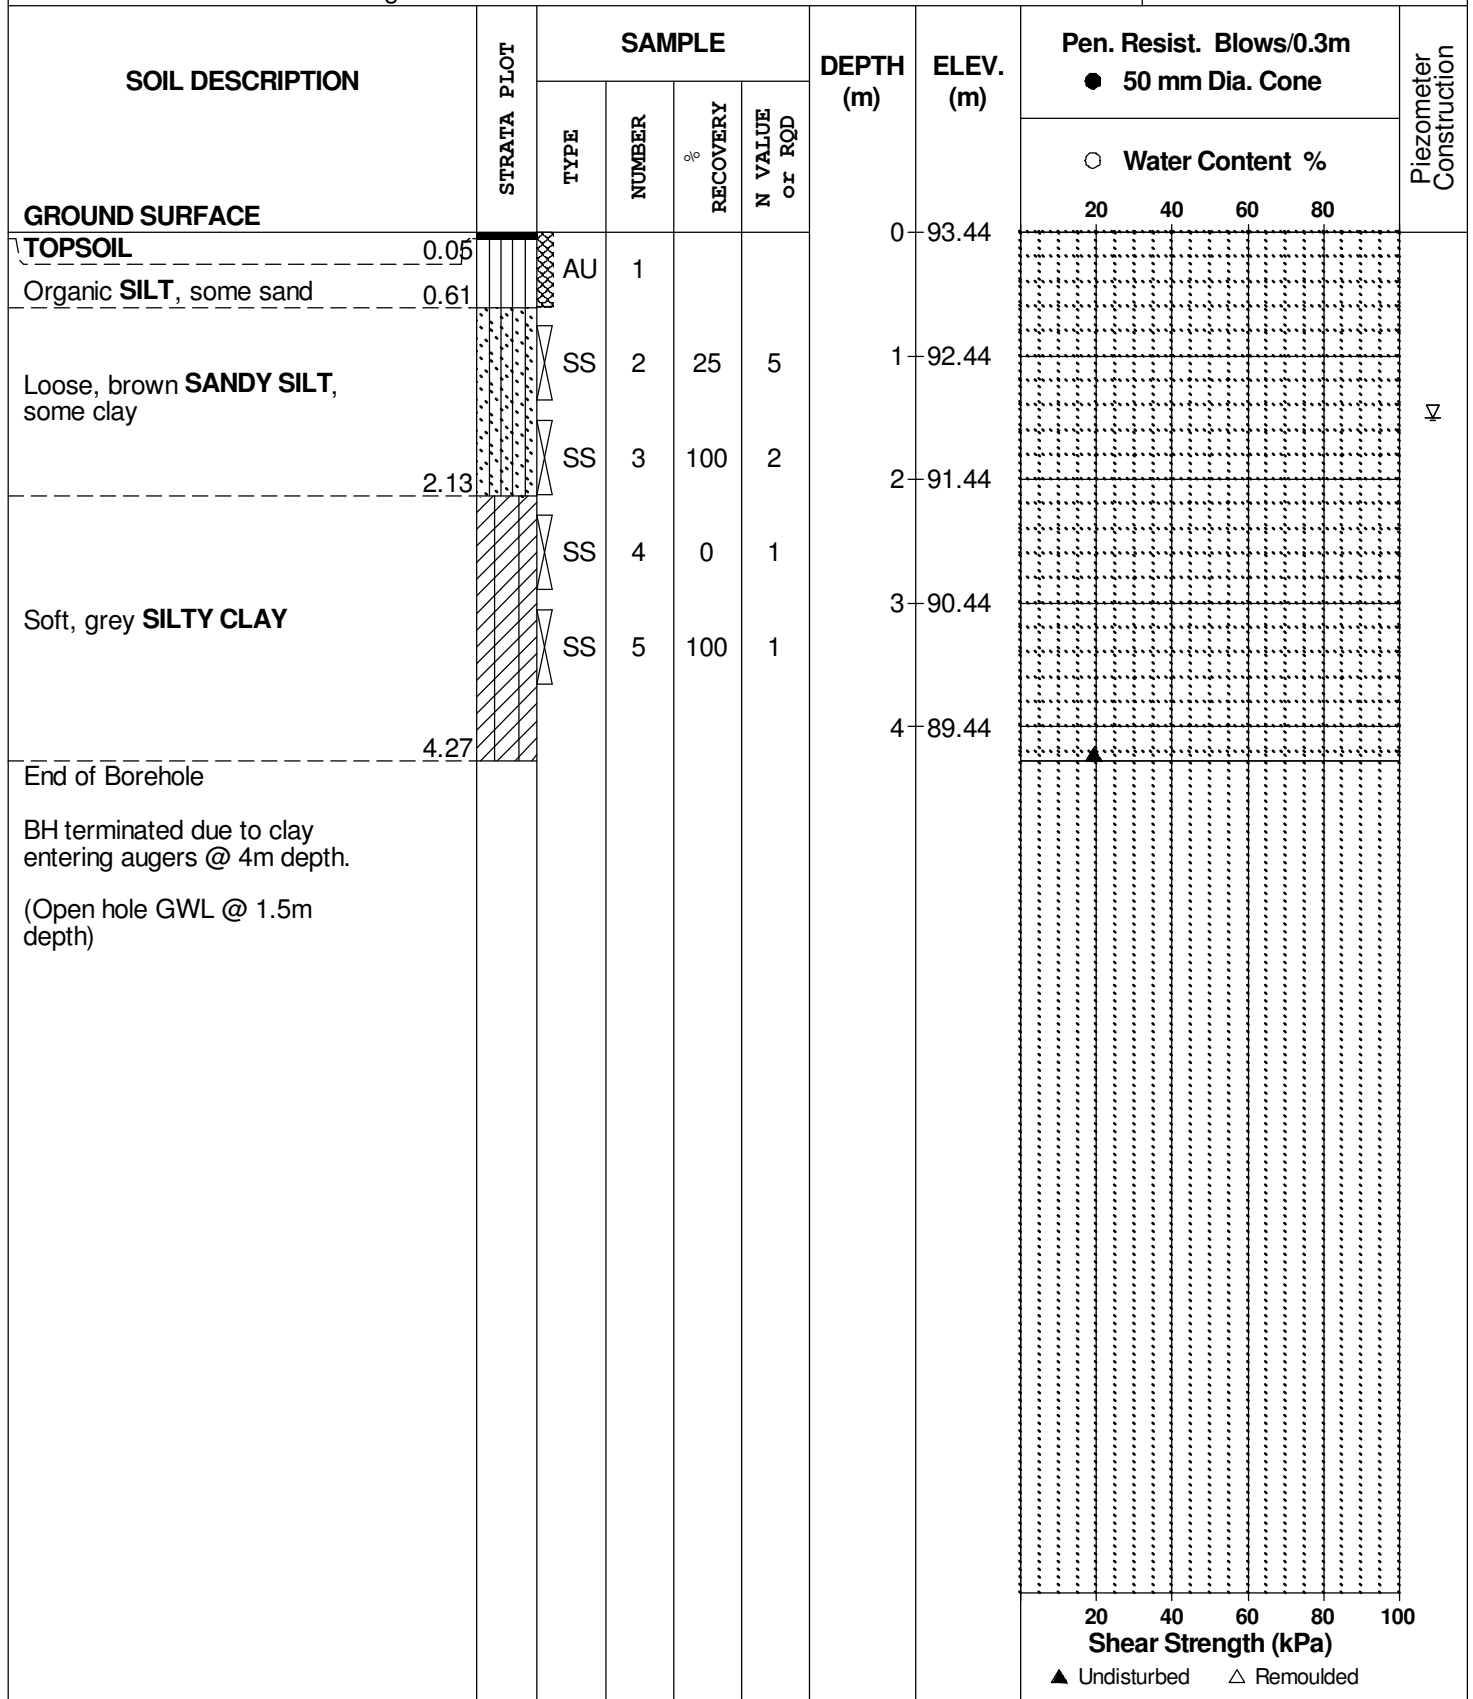 SOIL DESCRIPTION
STRATA PLOT
SAMPLE
TYPE
NUMBER
%
RECOVERY
N VALUE
or RQD
DEPTH
(m)
ELEV.
(m)
Pen. Resist. Blows/0.3m
● 50 mm Dia. Cone
○ Water Content %
20 40 60 80
Piezometer
Construction
GROUND SURFACE
0 93.44
TOPSOIL 0.05
AU 1
Organic SILT, some sand 0.61
SS 2 25 5
1 92.44
Loose, brown SANDY SILT,
some clay
SS 3 100 2
2.13
2 91.44
SS 4 0 1
3 90.44
Soft, grey SILTY CLAY
SS 5 100 1
4 89.44
4.27
End of Borehole
BH terminated due to clay
entering augers @ 4m depth.
(Open hole GWL @ 1.5m
depth)
20 40 60 80 100
Shear Strength (kPa)
▲ Undisturbed △ Remoulded